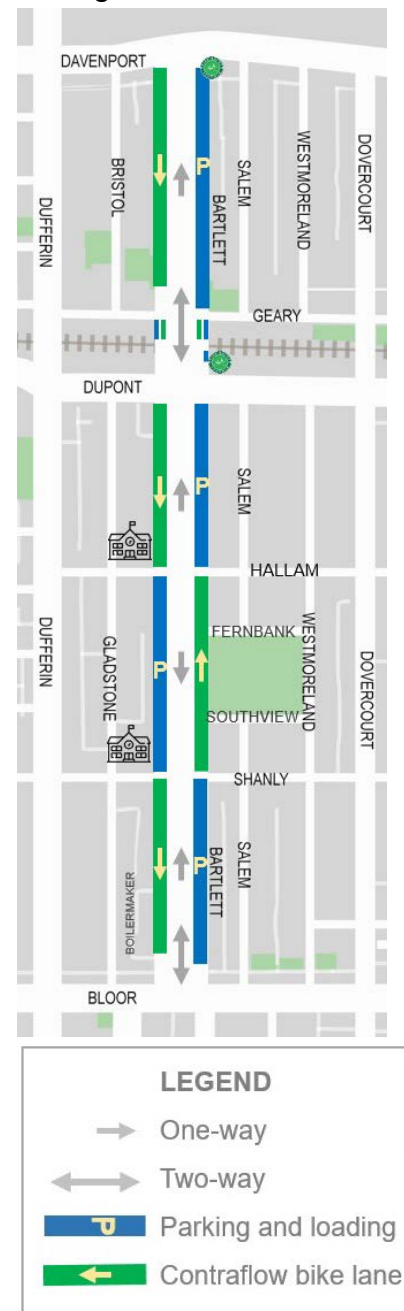 DAVENPORT
BRISTOL
DUFFERIN
P
BARTLETT
SALEM
WESTMORELAND
DOVERCOURT
GEARY
DUPONT
P
SALEM
HALLAM
DUFFERIN
GLADSTONE
P
FERNBANK
SOUTHVIEW
WESTMORELAND
DOVERCOURT
SHANLY
BOILERMAKER
P
BARTLETT
SALEM
BLOOR
LEGEND
One-way
Two-way
P Parking and loading
Contraflow bike lane